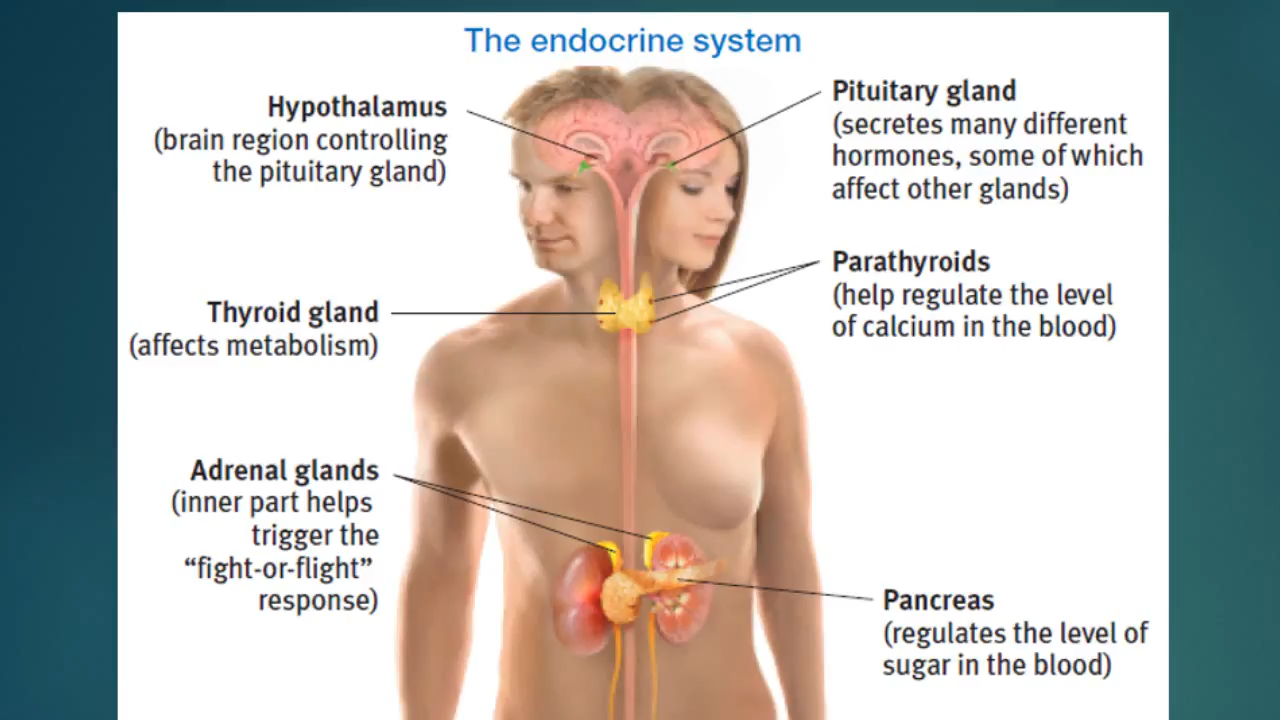 The endocrine system
Hypothalamus
(brain region controlling
the pituitary gland)
Pituitary gland
(secretes many different
hormones, some of which
affect other glands)
Parathyroids
(help regulate the level
of calcium in the blood)
Thyroid gland
(affects metabolism)
Adrenal glands
(inner part helps
trigger the
“fight-or-flight”
response)
Pancreas
(regulates the level of
sugar in the blood)